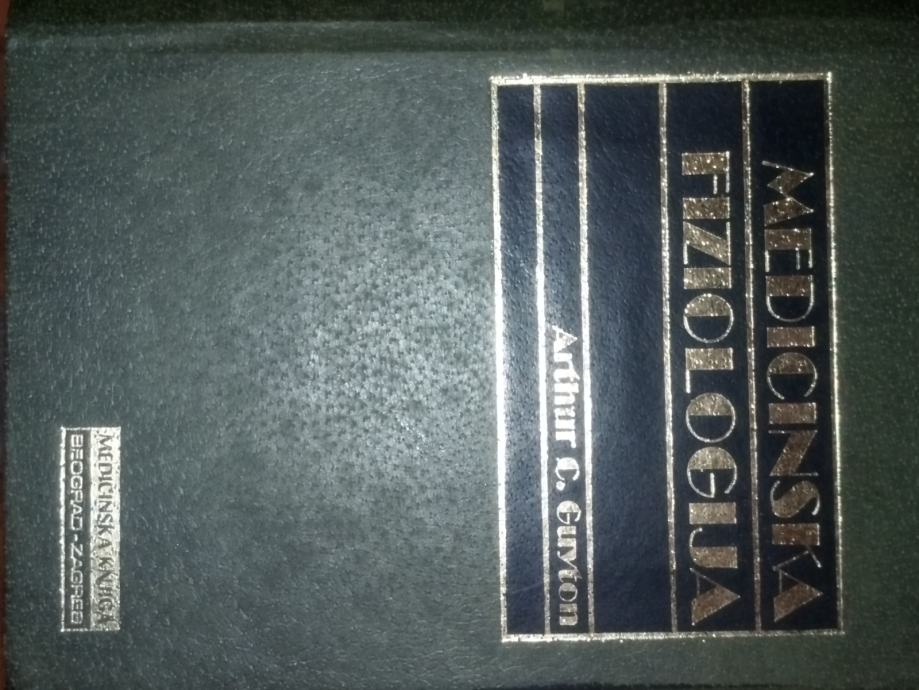 MEDICINSKA
FIZIOLOGIJA
Arthur C. Guyton
MEDICINSKA KNJIGA
BEOGRAD-ZAGREB